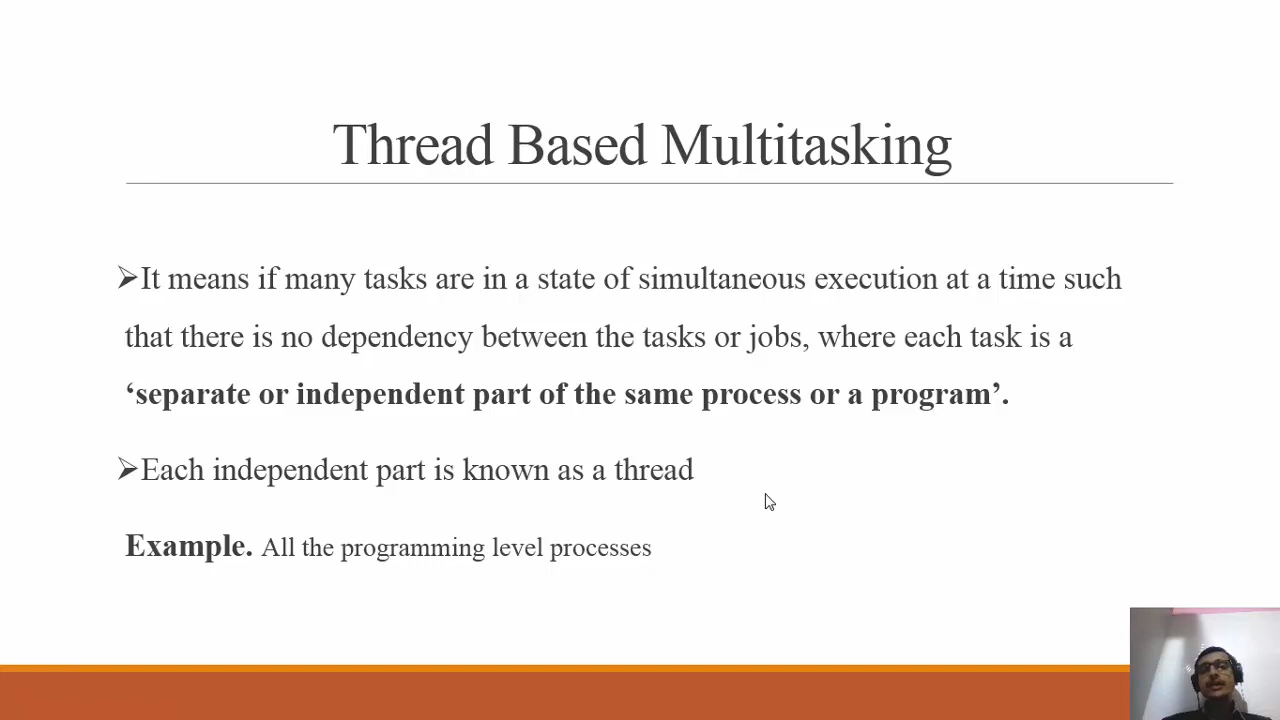 Thread Based Multitasking
➢It means if many tasks are in a state of simultaneous execution at a time such
that there is no dependency between the tasks or jobs, where each task is a
‘separate or independent part of the same process or a program’.
➢Each independent part is known as a thread
Example. All the programming level processes